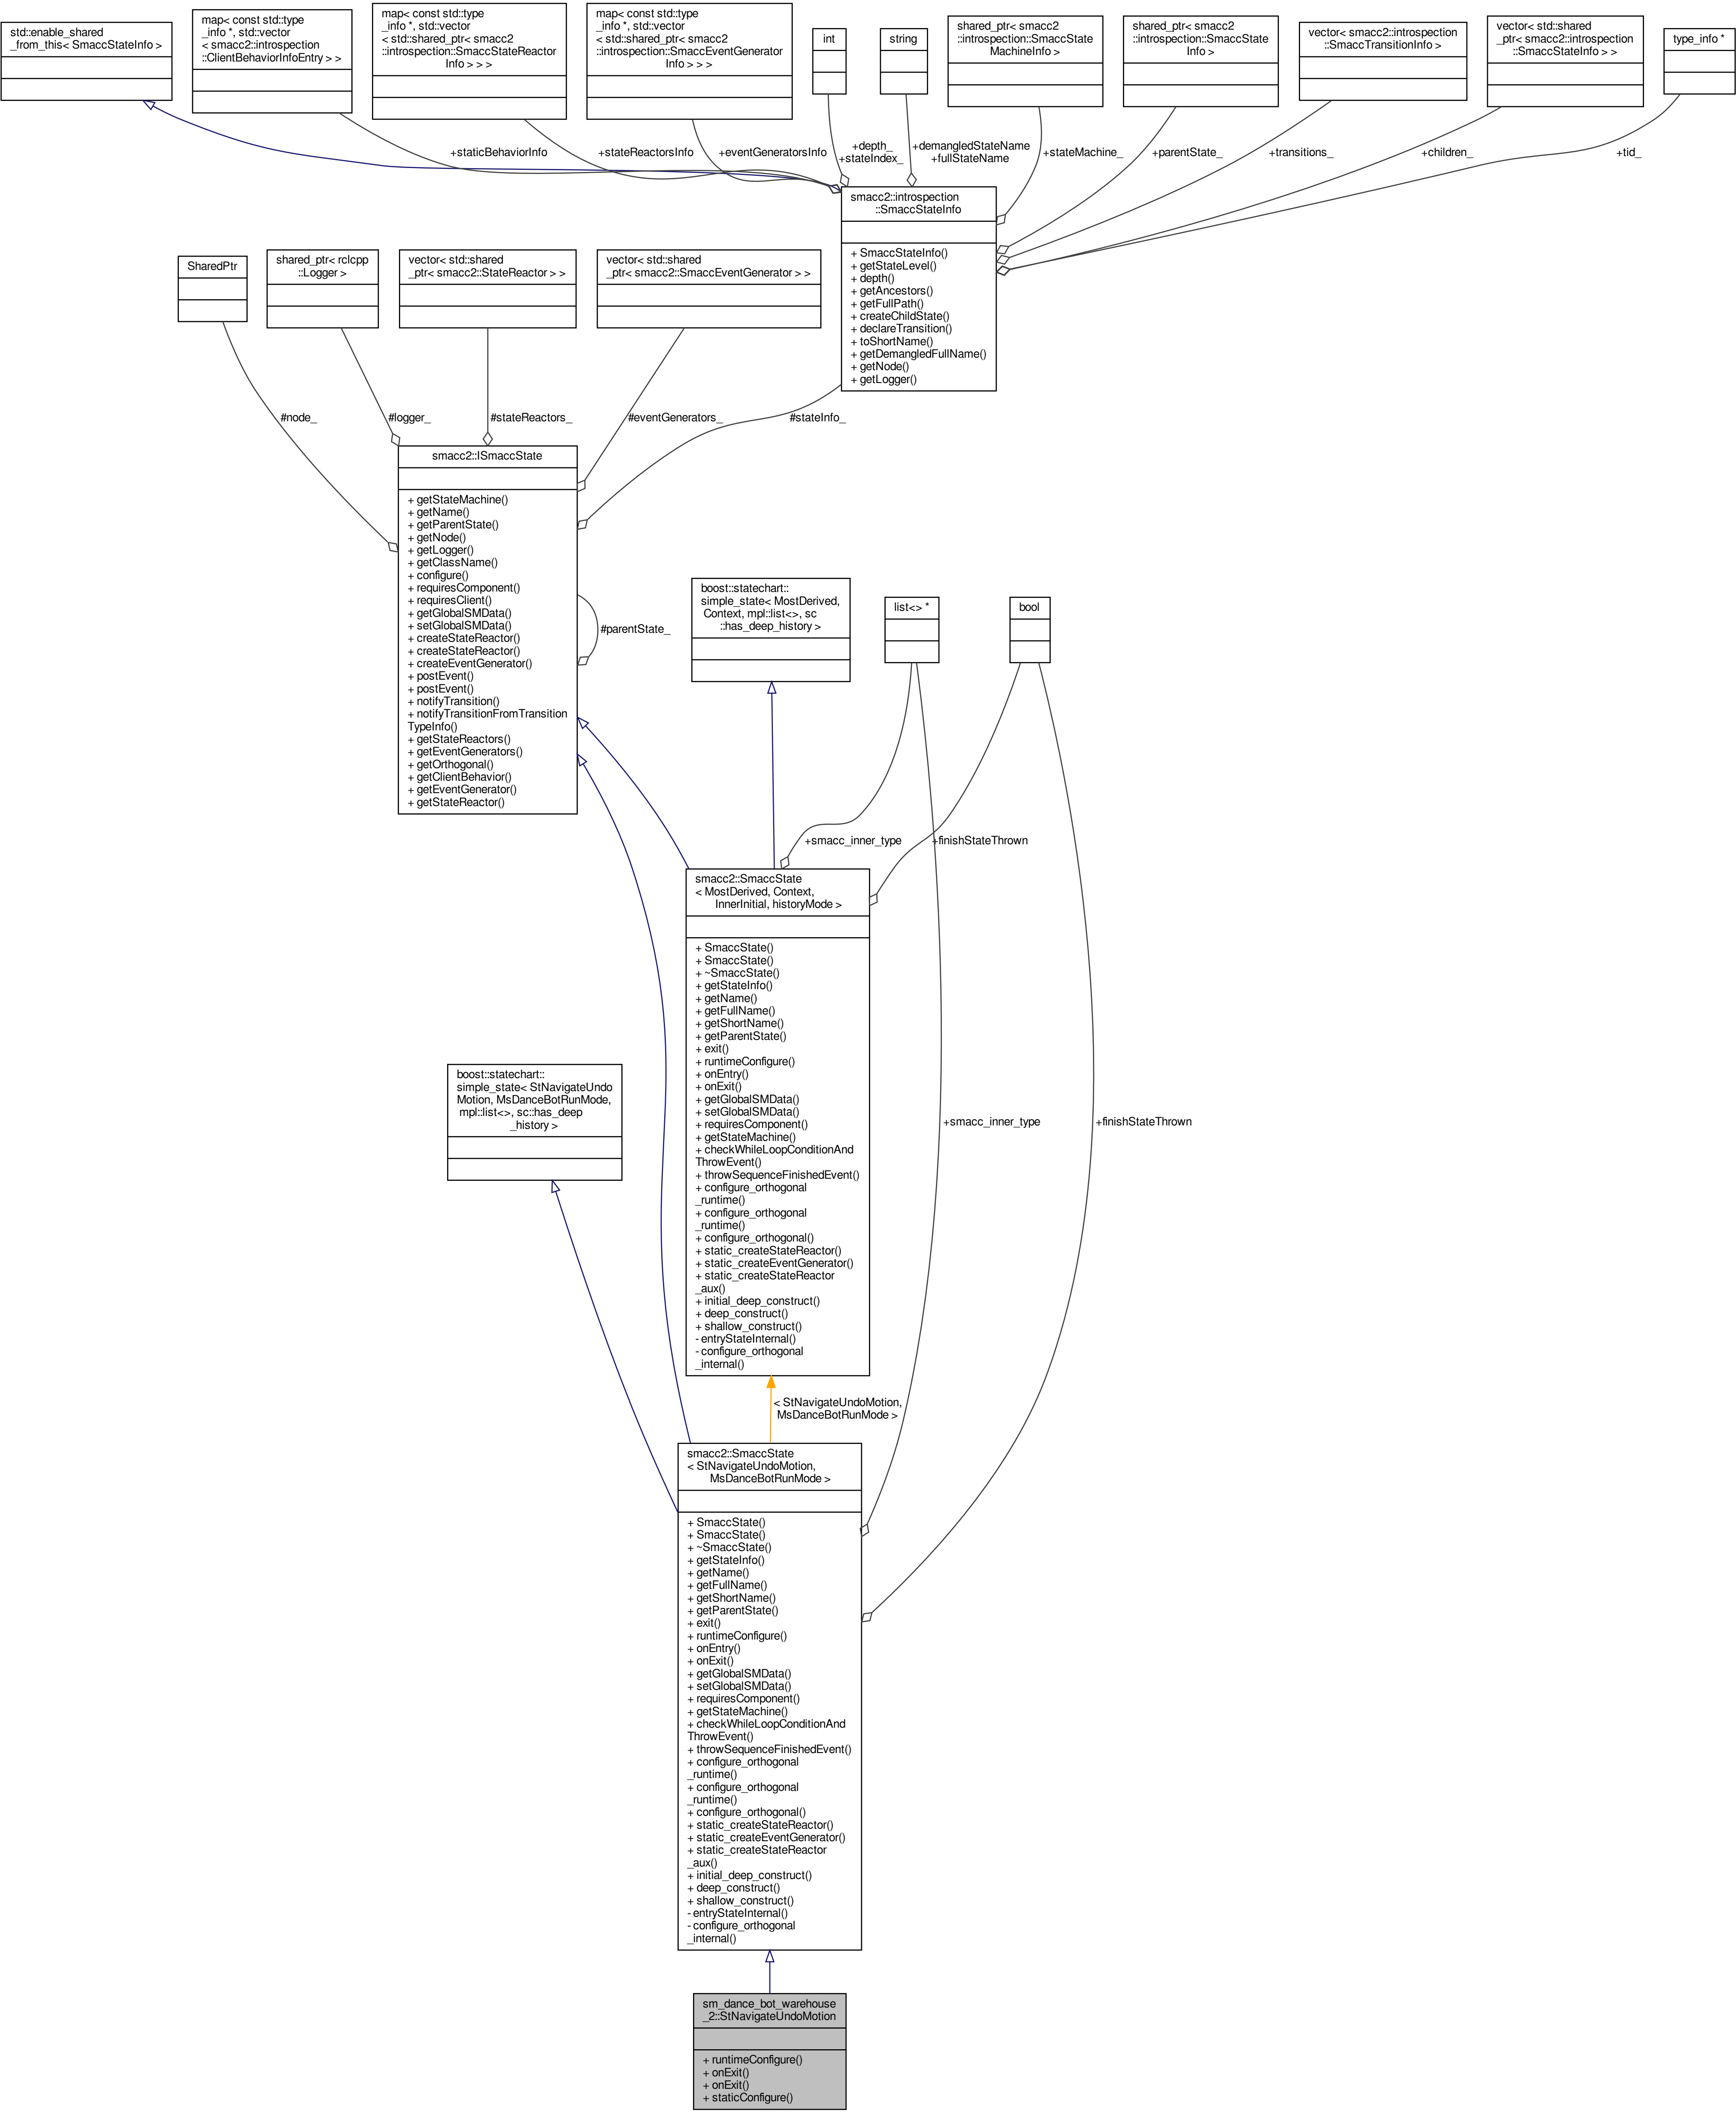 std::enable_shared
_from_this< SmaccStateInfo >
map< const std::type
_info *, std::vector
< smacc2::introspection
::ClientBehaviorInfoEntry > >
map< const std::type
_info *, std::vector
< std::shared_ptr< smacc2
::introspection::SmaccStateReactor
Info > > >
map< const std::type
_info *, std::vector
< std::shared_ptr< smacc2
::introspection::SmaccEventGenerator
Info > > >
int
string
shared_ptr< smacc2
::introspection::SmaccState
MachineInfo >
shared_ptr< smacc2
::introspection::SmaccState
Info >
vector< smacc2::introspection
::SmaccTransitionInfo >
vector< std::shared
_ptr< smacc2::introspection
::SmaccStateInfo > >
type_info *
+staticBehaviorInfo
+stateReactorsInfo
+eventGeneratorsInfo
+depth_
+stateIndex_
+demangledStateName
+fullStateName
+stateMachine_
+parentState_
+transitions_
+children_
+tid_
smacc2::introspection
::SmaccStateInfo
+ SmaccStateInfo()
+ getStateLevel()
+ depth()
+ getAncestors()
+ getFullPath()
+ createChildState()
+ declareTransition()
+ toShortName()
+ getDemangledFullName()
+ getNode()
+ getLogger()
SharedPtr
shared_ptr< rclcpp
::Logger >
vector< std::shared
_ptr< smacc2::StateReactor > >
vector< std::shared
_ptr< smacc2::SmaccEventGenerator > >
#node_
#logger_
#stateReactors_
#eventGenerators_
#stateInfo_
smacc2::ISmaccState
+ getStateMachine()
+ getName()
+ getParentState()
+ getNode()
+ getLogger()
+ getClassName()
+ configure()
+ requiresComponent()
+ requiresClient()
+ getGlobalSMData()
+ setGlobalSMData()
+ createStateReactor()
+ createStateReactor()
+ createEventGenerator()
+ postEvent()
+ postEvent()
+ notifyTransition()
+ notifyTransitionFromTransition
TypeInfo()
+ getStateReactors()
+ getEventGenerators()
+ getOrthogonal()
+ getClientBehavior()
+ getEventGenerator()
+ getStateReactor()
#parentState_
boost::statechart::
simple_state< MostDerived,
Context, mpl::list<>, sc
::has_deep_history >
list<> *
bool
+smacc_inner_type
+finishStateThrown
smacc2::SmaccState
< MostDerived, Context,
InnerInitial, historyMode >
+ SmaccState()
+ SmaccState()
+ ~SmaccState()
+ getStateInfo()
+ getName()
+ getFullName()
+ getShortName()
+ getParentState()
+ exit()
+ runtimeConfigure()
+ onEntry()
+ onExit()
+ getGlobalSMData()
+ setGlobalSMData()
+ requiresComponent()
+ getStateMachine()
+ checkWhileLoopConditionAnd
ThrowEvent()
+ throwSequenceFinishedEvent()
+ configure_orthogonal
_runtime()
+ configure_orthogonal
_runtime()
+ configure_orthogonal()
+ static_createStateReactor()
+ static_createEventGenerator()
+ static_createStateReactor
_aux()
+ initial_deep_construct()
+ deep_construct()
+ shallow_construct()
- entryStateInternal()
- configure_orthogonal
_internal()
boost::statechart::
simple_state< StNavigateUndo
Motion, MsDanceBotRunMode,
mpl::list<>, sc::has_deep
_history >
+smacc_inner_type
+finishStateThrown
< StNavigateUndoMotion,
MsDanceBotRunMode >
smacc2::SmaccState
< StNavigateUndoMotion,
MsDanceBotRunMode >
+ SmaccState()
+ SmaccState()
+ ~SmaccState()
+ getStateInfo()
+ getName()
+ getFullName()
+ getShortName()
+ getParentState()
+ exit()
+ runtimeConfigure()
+ onEntry()
+ onExit()
+ getGlobalSMData()
+ setGlobalSMData()
+ requiresComponent()
+ getStateMachine()
+ checkWhileLoopConditionAnd
ThrowEvent()
+ throwSequenceFinishedEvent()
+ configure_orthogonal
_runtime()
+ configure_orthogonal
_runtime()
+ configure_orthogonal()
+ static_createStateReactor()
+ static_createEventGenerator()
+ static_createStateReactor
_aux()
+ initial_deep_construct()
+ deep_construct()
+ shallow_construct()
- entryStateInternal()
- configure_orthogonal
_internal()
sm_dance_bot_warehouse
_2::StNavigateUndoMotion
+ runtimeConfigure()
+ onExit()
+ onExit()
+ staticConfigure()